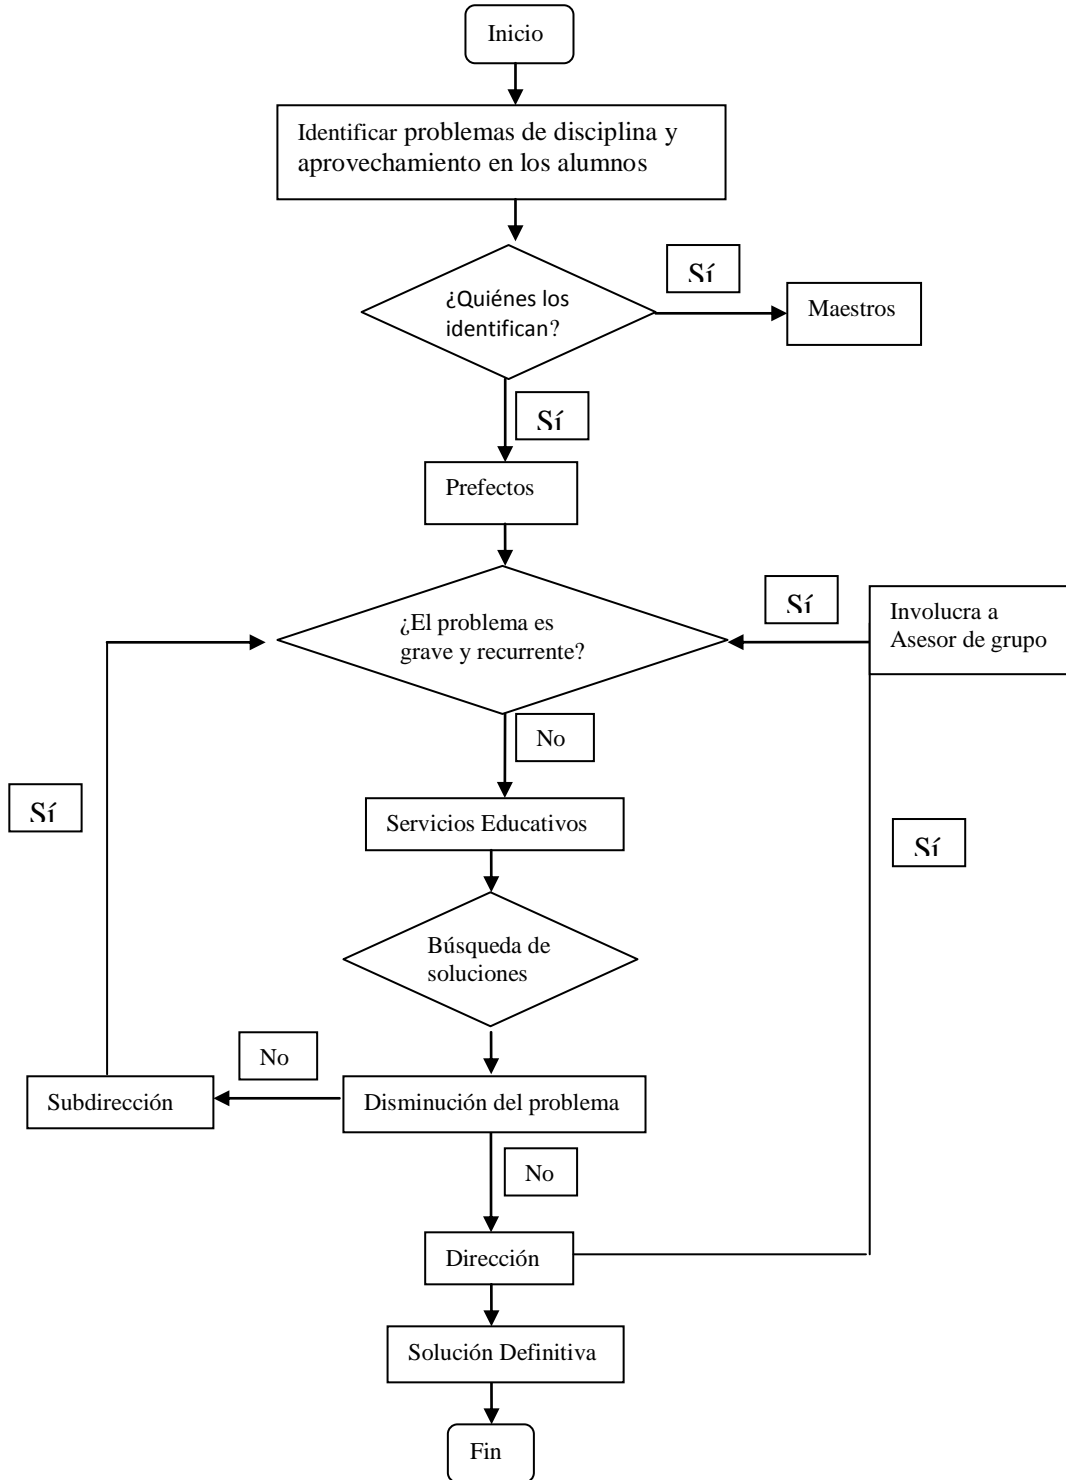 Inicio
Identificar problemas de disciplina y
aprovechamiento en los alumnos
Sí
¿Quiénes los
identifican?
Maestros
Sí
Prefectos
Sí
Involucra a
Asesor de grupo
¿El problema es
grave y recurrente?
No
Sí
Servicios Educativos
Sí
Búsqueda de
soluciones
No
Subdirección
Disminución del problema
No
Dirección
Solución Definitiva
Fin